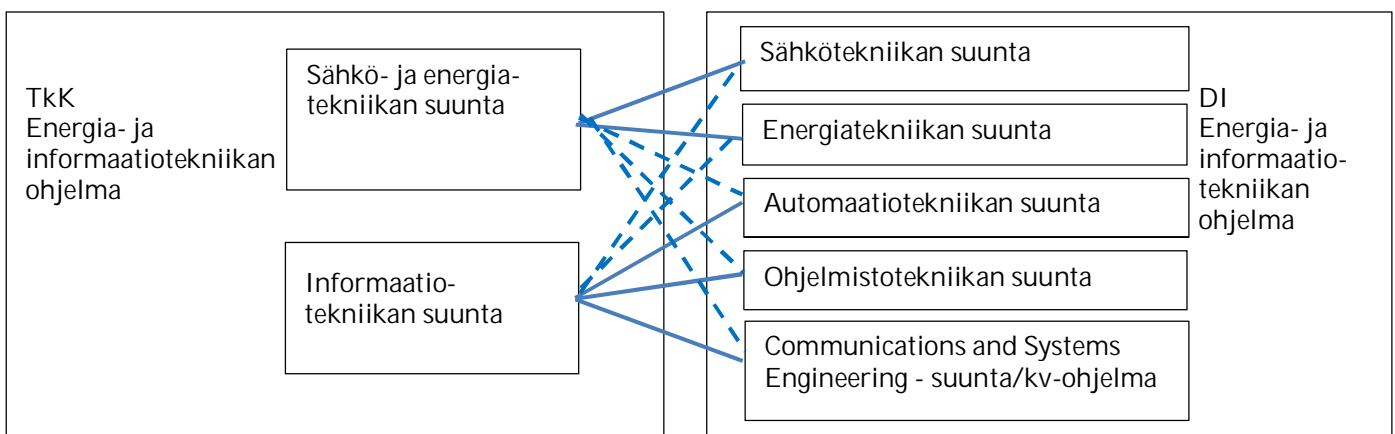 TkK
Energia- ja
informaatiotekniikan
ohjelma
Sähkö- ja energia-
tekniikan suunta
Informaatio-
tekniikan suunta
Sähkötekniikan suunta
Energiatekniikan suunta
Automaatiotekniikan suunta
Ohjelmistotekniikan suunta
Communications and Systems
Engineering - suunta/kv-ohjelma
DI
Energia- ja
informaatio-
tekniikan
ohjelma